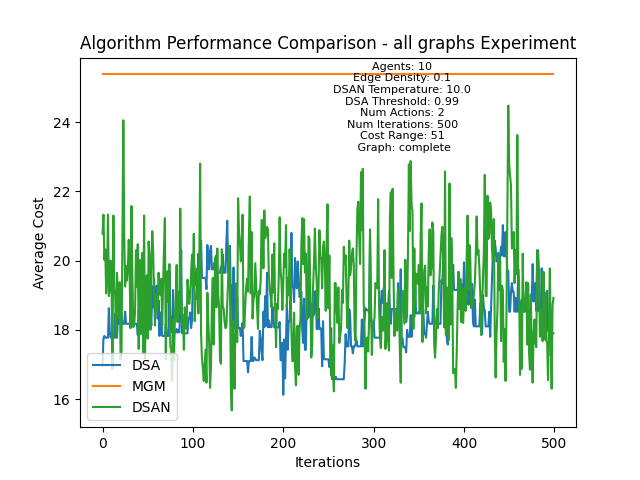 Algorithm Performance Comparison - all graphs Experiment
Agents: 10
Edge Density: 0.1
DSAN Temperature: 10.0
DSA Threshold: 0.99
Num Actions: 2
Num Iterations: 500
Cost Range: 51
Graph: complete
Average Cost
24
22
20
18
16
DSA
MGM
DSAN
0
100
200
300
400
500
Iterations